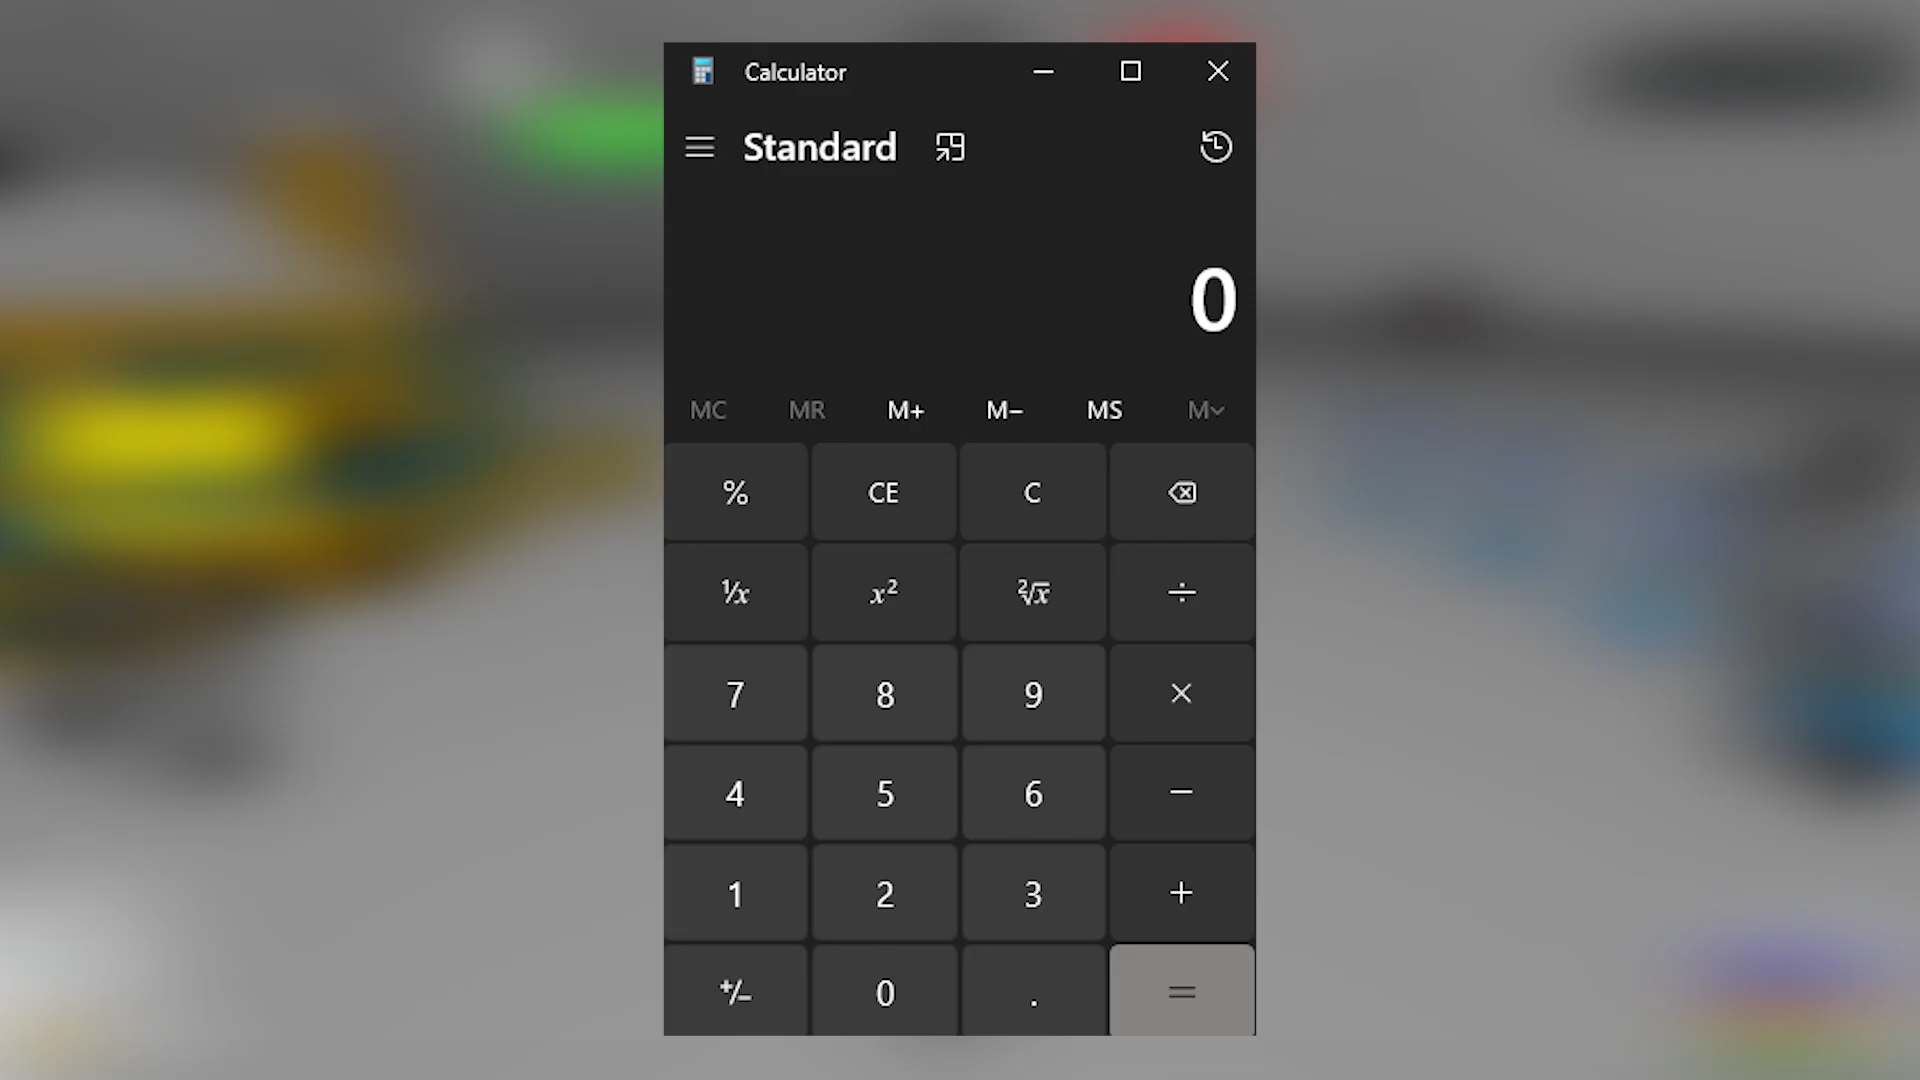 Calculator
Standard
0
MC MR M+ M− MS M
% CE C
⅟x x² ²√x ÷
7 8 9 ×
4 5 6 −
1 2 3 +
+/− 0 . =